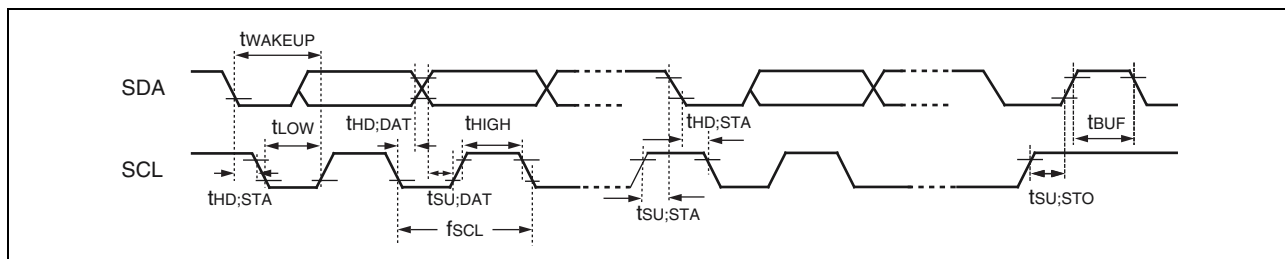 tWAKEUP
SDA
tLOW
tHD;DAT
tHIGH
tHD;STA
tBUF
SCL
tHD;STA
tSU;DAT
tSU;STA
tSU;STO
fSCL